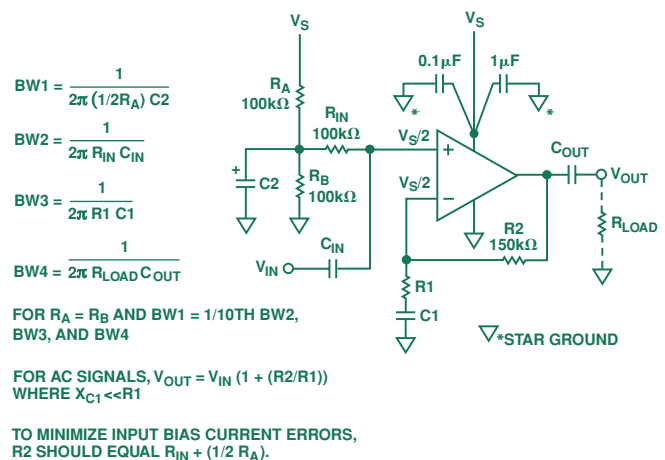 BW1 = 1 / 2π (1/2RA) C2
BW2 = 1 / 2π RIN CIN
BW3 = 1 / 2π R1 C1
BW4 = 1 / 2π RLOAD COUT
FOR RA = RB AND BW1 = 1/10TH BW2,
BW3, AND BW4
FOR AC SIGNALS, VOUT = VIN (1 + (R2/R1))
WHERE XC1 <<R1
TO MINIMIZE INPUT BIAS CURRENT ERRORS,
R2 SHOULD EQUAL RIN + (1/2 RA).
VS
RA
100kΩ
RIN
100kΩ
+
C2
RB
100kΩ
VIN
CIN
VS
0.1µF
1µF
*
*
VS/2
+
VS/2
−
COUT
VOUT
R2
150kΩ
RLOAD
R1
C1
*STAR GROUND